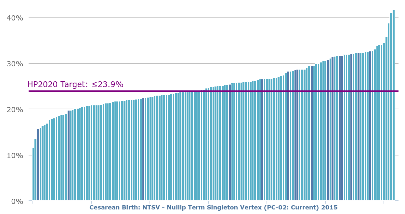 40%
30%
HP2020 Target: ≤23.9%
20%
10%
0%
Cesarean Birth: NTSV - Nullip Term Singleton Vertex (PC-02: Current) 2015